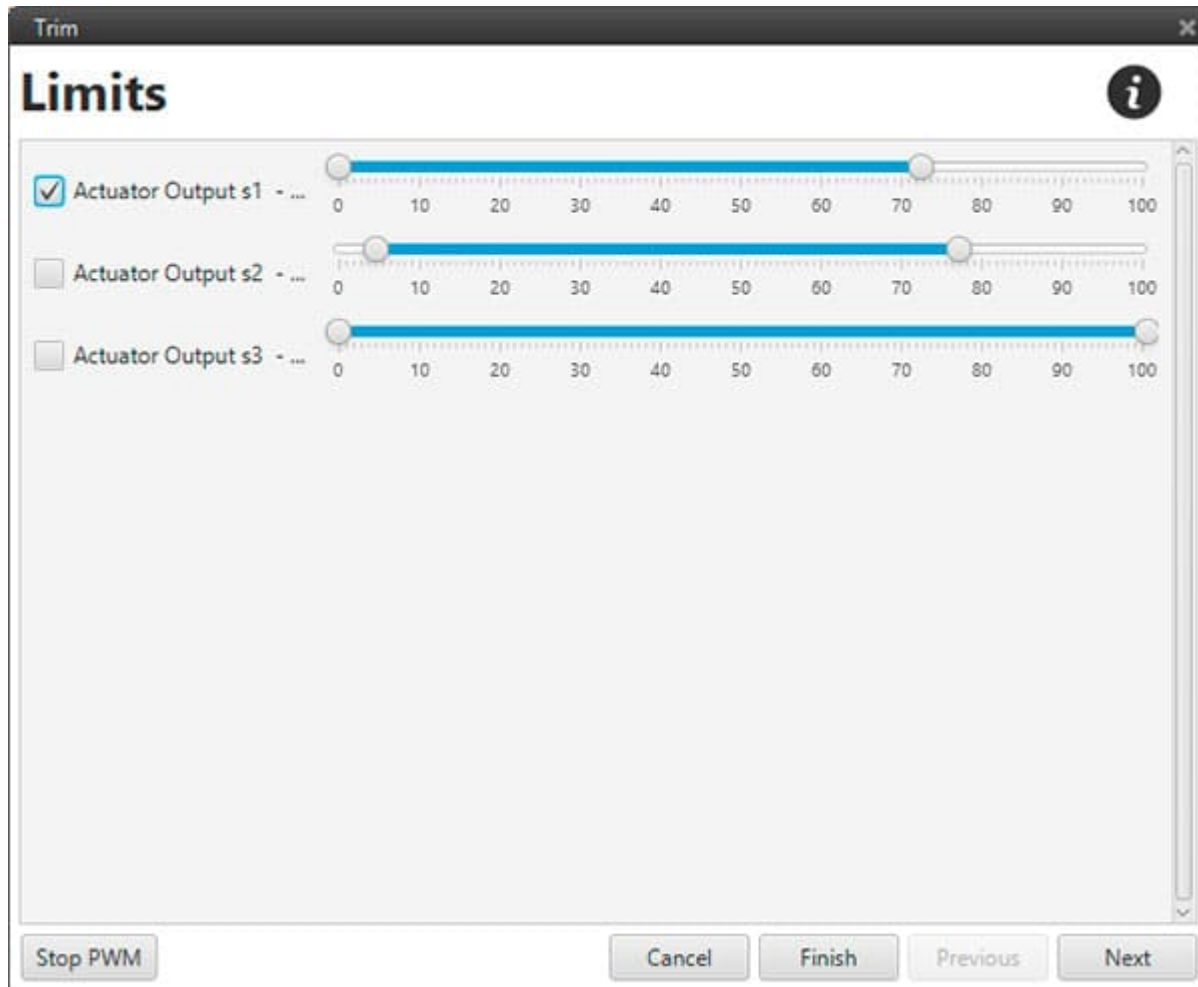 Trim
Limits
Actuator Output s1 - ...
0 10 20 30 40 50 60 70 80 90 100
Actuator Output s2 - ...
0 10 20 30 40 50 60 70 80 90 100
Actuator Output s3 - ...
0 10 20 30 40 50 60 70 80 90 100
Stop PWM Cancel Finish Previous Next